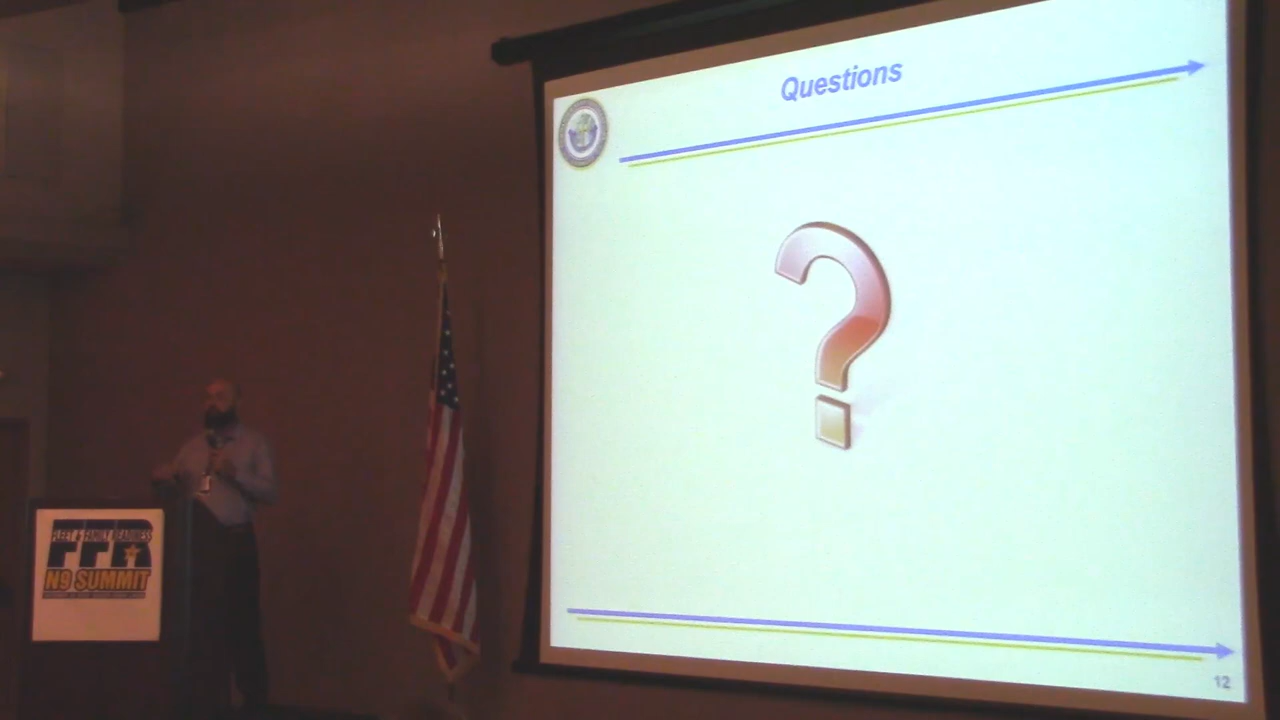 Questions
?
12
FLEET & FAMILY READINESS
FFR
N9 SUMMIT